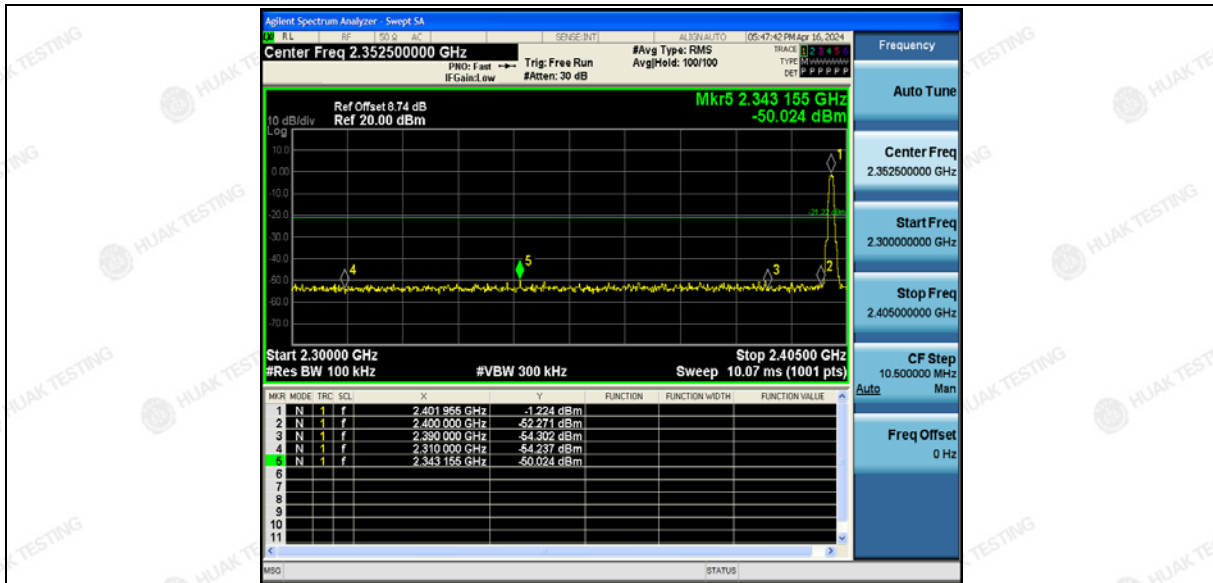 Agilent Spectrum Analyzer - Swept SA
RL RF 50 Ω AC SENSE:INT ALIGN AUTO 05:47:42 PM Apr 16, 2024
Center Freq 2.352500000 GHz
PNO: Fast
IFGain:Low
Trig: Free Run
#Atten: 30 dB
#Avg Type: RMS
Avg|Hold: 100/100
TRACE 1 2 3 4 5 6
TYPE M
DET P P P P P P
Frequency
Mkr5 2.343 155 GHz
-50.024 dBm
Ref Offset 8.74 dB
10 dB/div Ref 20.00 dBm
Log
10.0
0.00
-10.0
-20.0
-30.0
-40.0
-50.0
-60.0
-70.0
1
2
3
4
5
Start 2.30000 GHz Stop 2.40500 GHz
#Res BW 100 kHz #VBW 300 kHz Sweep 10.07 ms (1001 pts)
MKR MODE TRC SCL X Y FUNCTION FUNCTION WIDTH FUNCTION VALUE
1 N 1 f 2.401 955 GHz -1.224 dBm
2 N 1 f 2.400 000 GHz -52.271 dBm
3 N 1 f 2.390 000 GHz -54.302 dBm
4 N 1 f 2.310 000 GHz -54.237 dBm
5 N 1 f 2.343 155 GHz -50.024 dBm
6
7
8
9
10
11
MSG STATUS
Auto Tune
Center Freq
2.352500000 GHz
Start Freq
2.300000000 GHz
Stop Freq
2.405000000 GHz
CF Step
10.500000 MHz
Auto Man
Freq Offset
0 Hz
HUAK TESTING